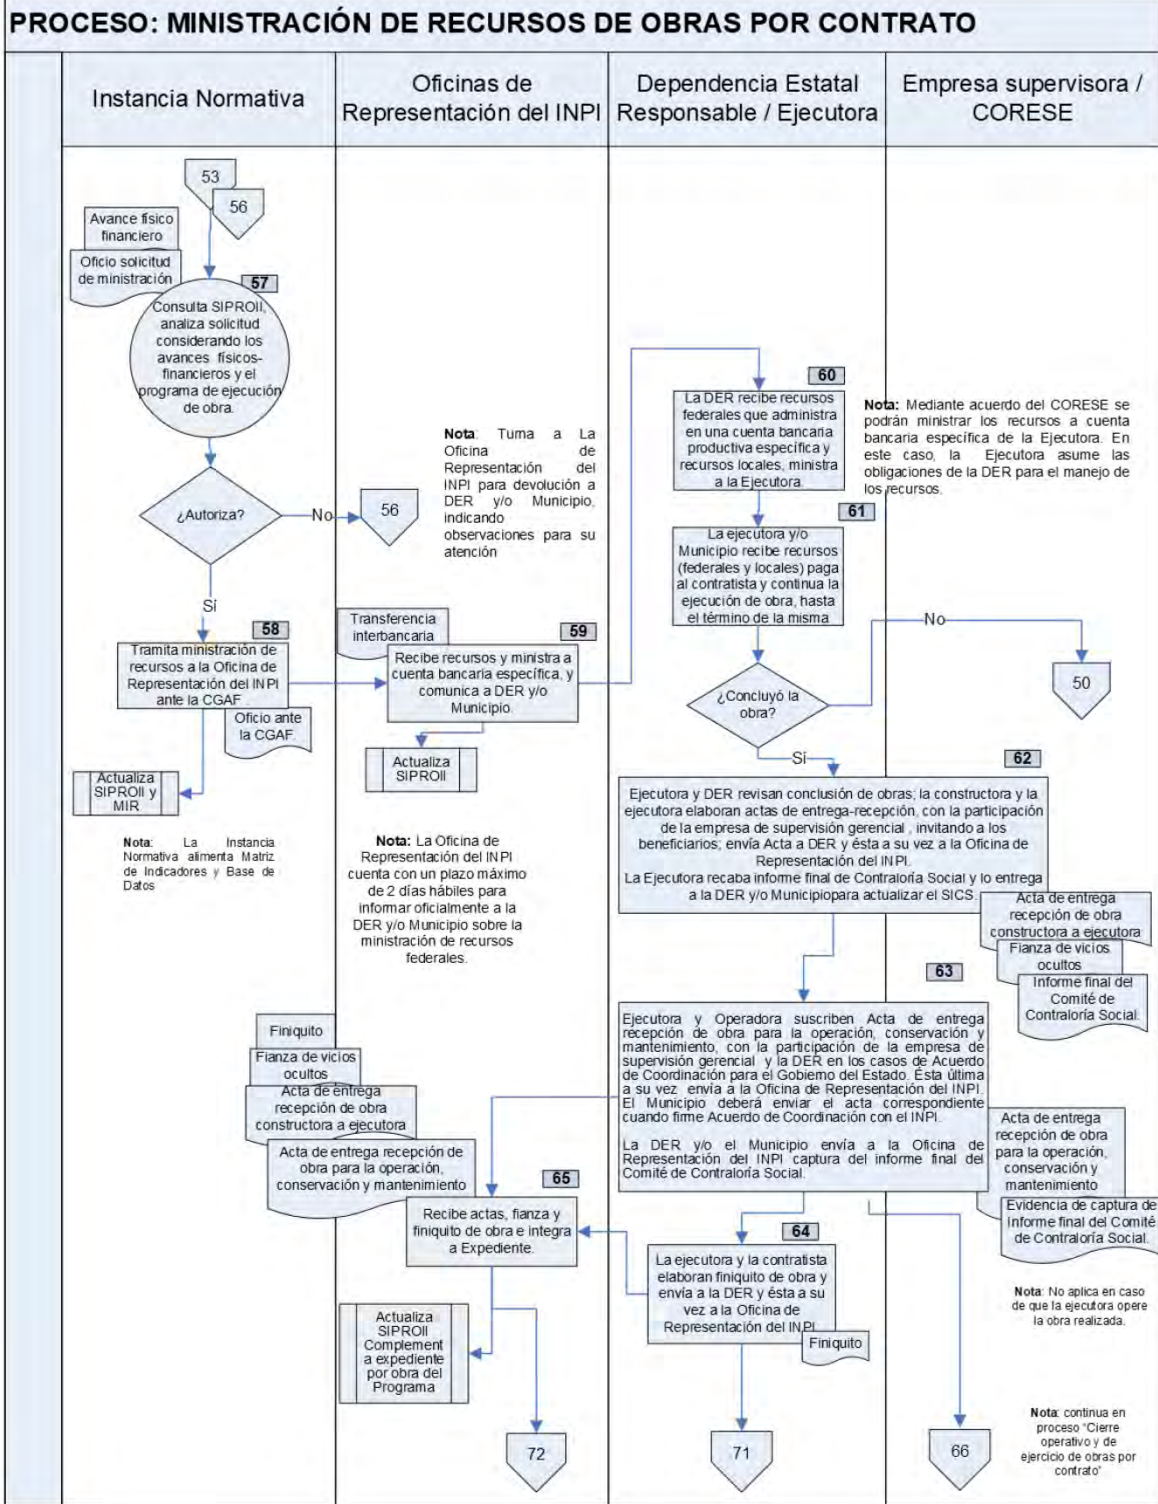 PROCESO: MINISTRACIÓN DE RECURSOS DE OBRAS POR CONTRATO
Instancia Normativa
Oficinas de
Representación del INPI
Dependencia Estatal
Responsable / Ejecutora
Empresa supervisora /
CORESE
53
56
Avance físico
financiero
Oficio solicitud
de ministración
57
Consulta SIPROII,
analiza solicitud
considerando los
avances físicos-
financieros y el
programa de ejecución
de obra.
¿Autoriza?
No
56
Nota: Turna a La
Oficina de
Representación del
INPI para devolución a
DER y/o Municipio,
indicando
observaciones para su
atención
Sí
58
Tramita ministración de
recursos a la Oficina de
Representación del INPI
ante la CGAF
Oficio ante
la CGAF.
Actualiza
SIPROII y
MIR
Nota: La Instancia
Normativa alimenta Matriz
de Indicadores y Base de
Datos
Transferencia
interbancaria
59
Recibe recursos y ministra a
cuenta bancaria específica, y
comunica a DER y/o
Municipio.
Actualiza
SIPROII
Nota: La Oficina de
Representación del INPI
cuenta con un plazo máximo
de 2 días hábiles para
informar oficialmente a la
DER y/o Municipio sobre la
ministración de recursos
federales.
60
La DER recibe recursos
federales que administra
en una cuenta bancaria
productiva específica y
recursos locales, ministra
a la Ejecutora.
Nota: Mediante acuerdo del CORESE se
podrán ministrar los recursos a cuenta
bancaria específica de la Ejecutora. En
este caso, la Ejecutora asume las
obligaciones de la DER para el manejo de
los recursos.
61
La ejecutora y/o
Municipio recibe recursos
(federales y locales) paga
al contratista y continua la
ejecución de obra, hasta
el término de la misma
¿Concluyó la
obra?
No
50
Si
62
Ejecutora y DER revisan conclusión de obras; la constructora y la
ejecutora elaboran actas de entrega-recepción, con la participación
de la empresa de supervisión gerencial , invitando a los
beneficiarios; envía Acta a DER y ésta a su vez a la Oficina de
Representación del INPI.
La Ejecutora recaba informe final de Contraloría Social y lo entrega
a la DER y/o Municipiopara actualizar el SICS.
Acta de entrega
recepción de obra
constructora a ejecutora
Fianza de vicios
ocultos
Informe final del
Comité de
Contraloría Social.
63
Ejecutora y Operadora suscriben Acta de entrega
recepción de obra para la operación, conservación y
mantenimiento, con la participación de la empresa de
supervisión gerencial y la DER en los casos de Acuerdo
de Coordinación para el Gobierno del Estado. Ésta última
a su vez envía a la Oficina de Representación del INPI.
El Municipio deberá enviar el acta correspondiente
cuando firme Acuerdo de Coordinación con el INPI.
La DER y/o el Municipio envía a la Oficina de
Representación del INPI captura del informe final del
Comité de Contraloría Social.
Acta de entrega
recepción de obra
para la operación,
conservación y
mantenimiento
Evidencia de captura de
Informe final del Comité
de Contraloría Social.
Nota: No aplica en caso
de que la ejecutora opere
la obra realizada.
Finiquito
Fianza de vicios
ocultos
Acta de entrega
recepción de obra
constructora a ejecutora
Acta de entrega recepción de
obra para la operación,
conservación y mantenimiento
65
Recibe actas, fianza y
finiquito de obra e integra
a Expediente.
Actualiza
SIPROII
Complement
a expediente
por obra del
Programa
72
64
La ejecutora y la contratista
elaboran finiquito de obra y
envía a la DER y ésta a su
vez a la Oficina de
Representación del INPI
Finiquito
71
66
Nota: continua en
proceso "Cierre
operativo y de
ejercicio de obras por
contrato"